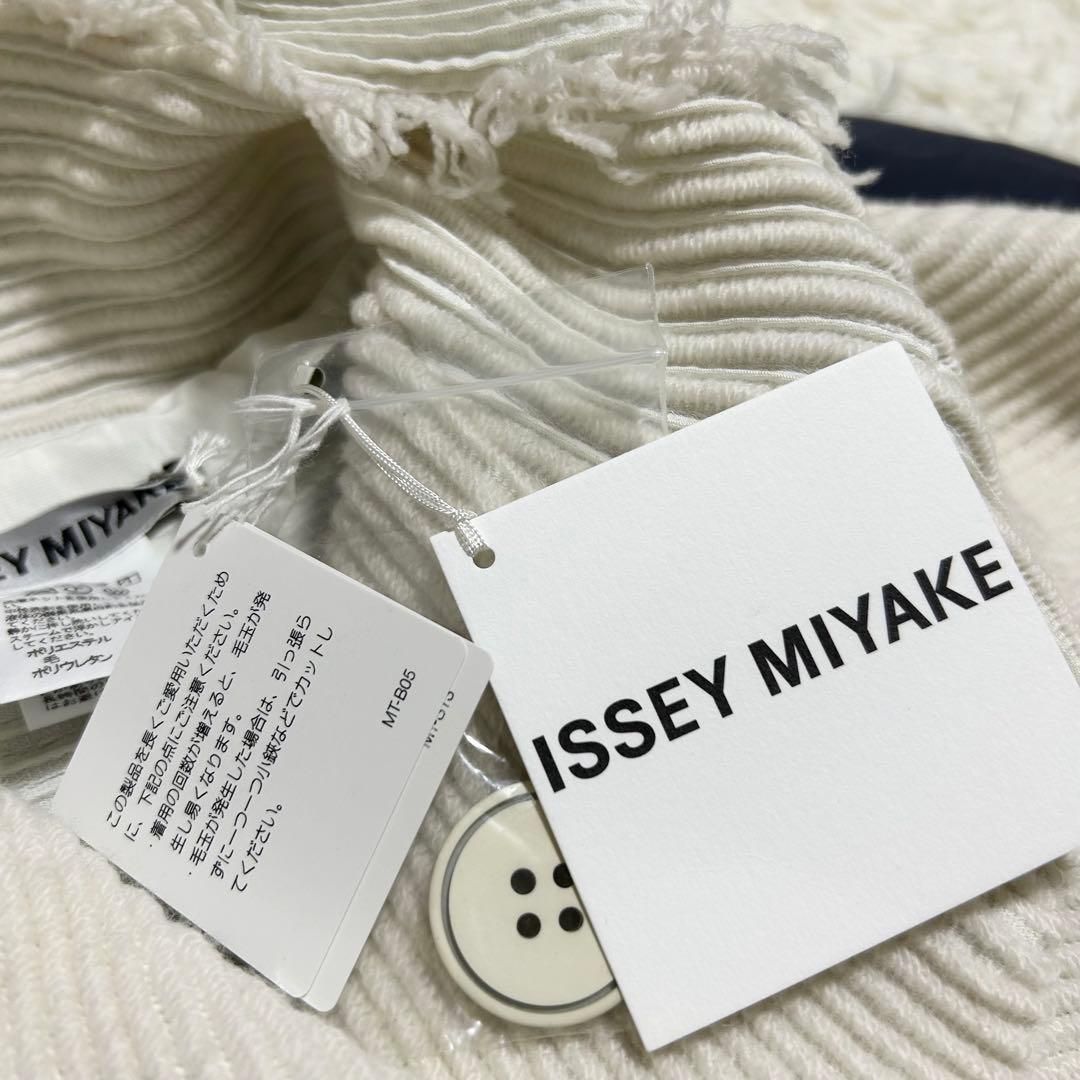 ISSEY MIYAKE
EY MIYAKE
この製品を長くご愛用いただくため
に、下記の点にご注意ください。
・着用の回数が増えると、毛玉が発
生し易くなります。
・毛玉が発生した場合は、引っ張ら
ずに一つ一つ小鋏などでカットし
てください。
MT-B05
ポリエステル
毛
ポリウレタン